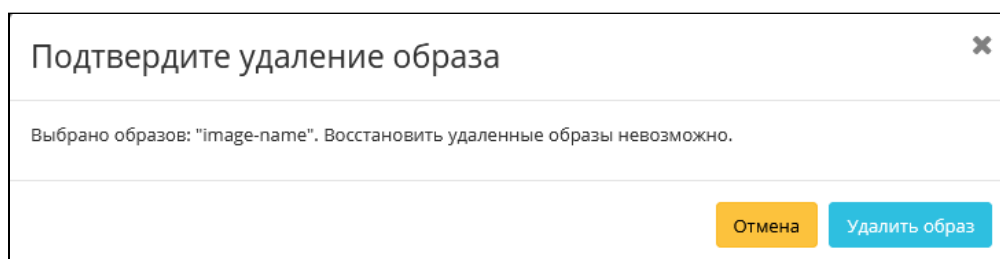 Подтвердите удаление образа
Выбрано образов: "image-name". Восстановить удаленные образы невозможно.
Отмена
Удалить образ